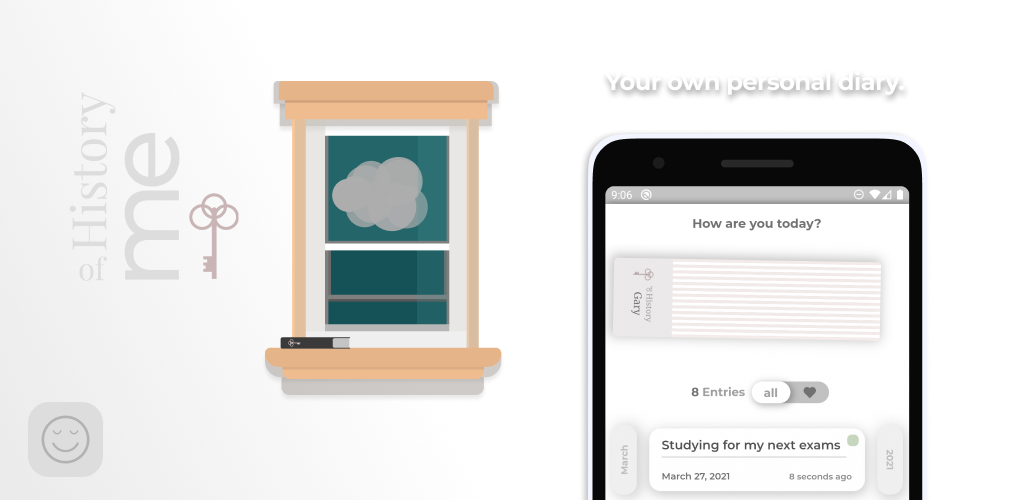 History
of
me
Your own personal diary.
9:06
How are you today?
History
of
Gary
8 Entries all
March
Studying for my next exams
March 27, 2021 8 seconds ago
2021